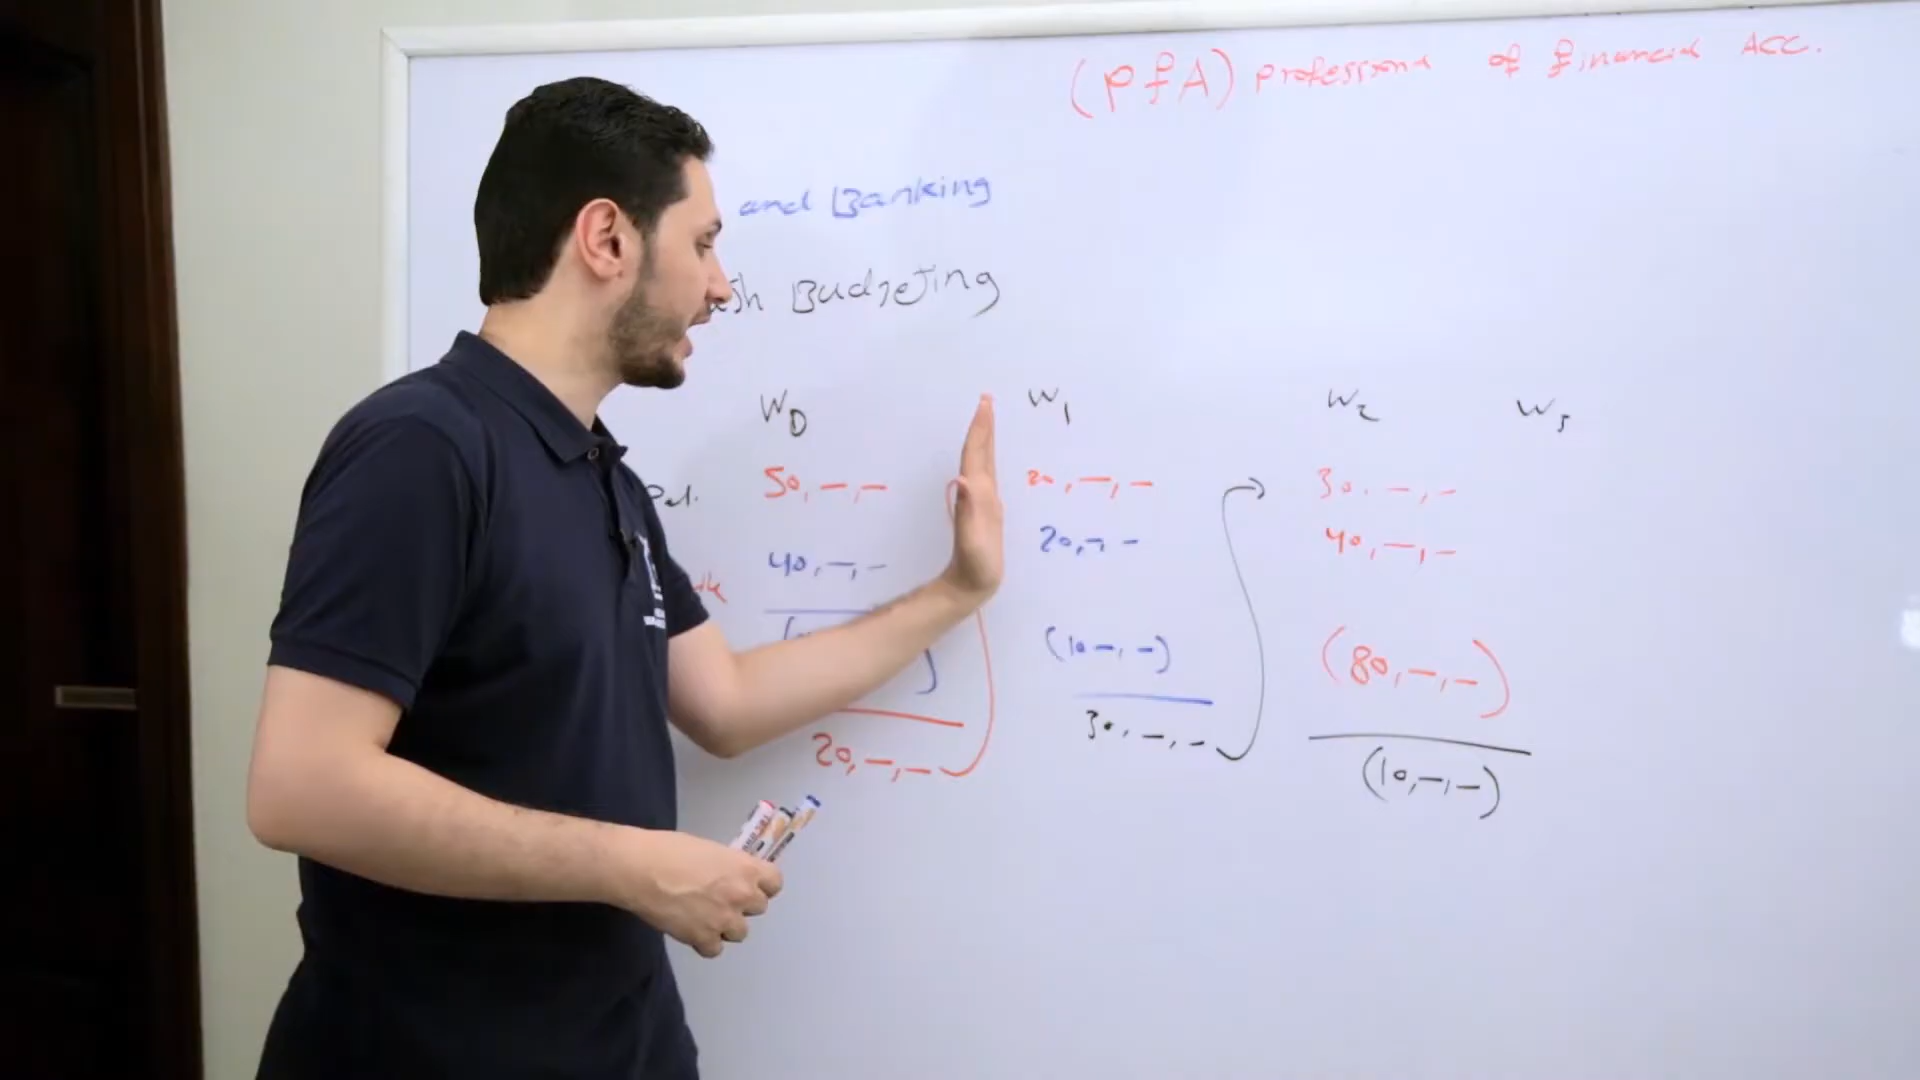 (PFA) professional of financial Acc.
and Banking
Budgeting
W0 W1 W2 W3
50,—,— 20,—,— 30,—,—
40,—,— 20,—,— 40,—,—
(10,—,—) (80,—,—)
20,—,— 30,—,— (10,—,—)